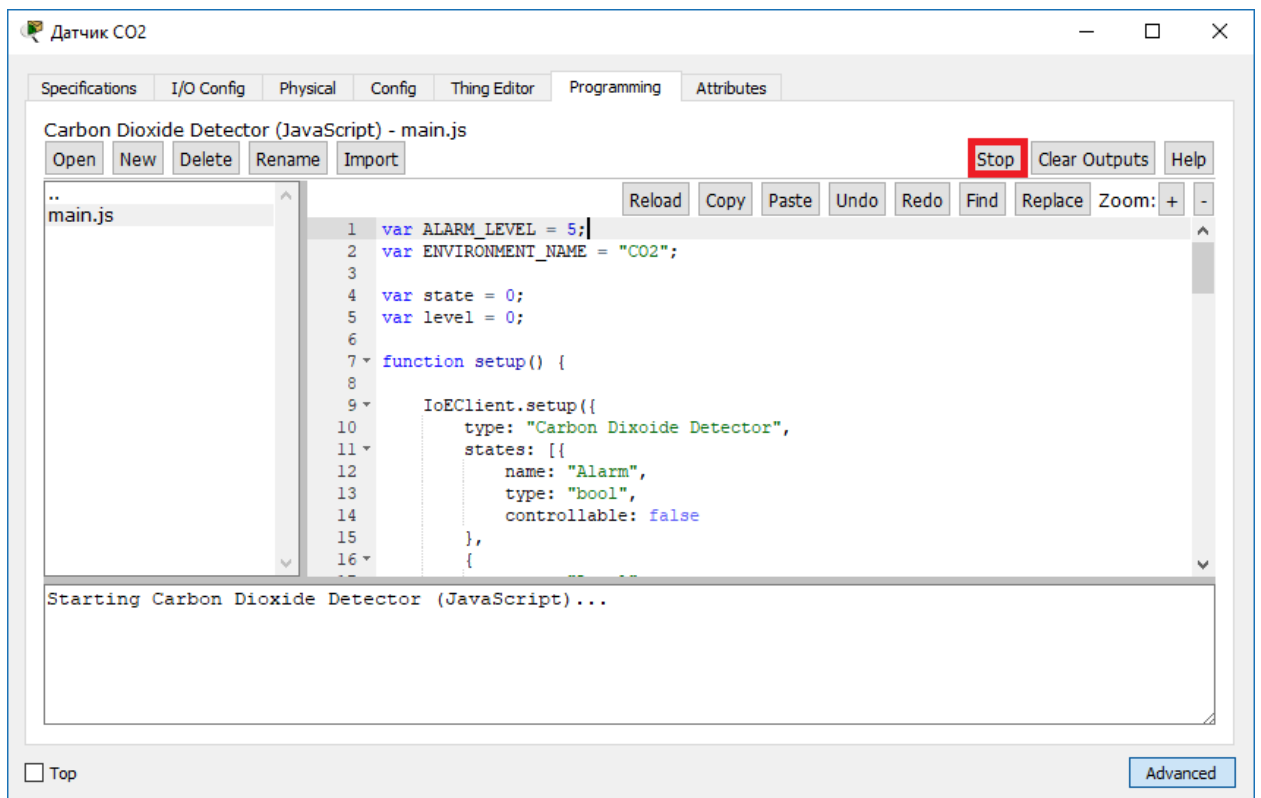 Датчик CO2
Specifications I/O Config Physical Config Thing Editor Programming Attributes
Carbon Dioxide Detector (JavaScript) - main.js
Open New Delete Rename Import Stop Clear Outputs Help
.. Reload Copy Paste Undo Redo Find Replace Zoom: + -
main.js
1 var ALARM_LEVEL = 5;
2 var ENVIRONMENT_NAME = "CO2";
3
4 var state = 0;
5 var level = 0;
6
7 function setup() {
8
9 IoEClient.setup({
10 type: "Carbon Dixoide Detector",
11 states: [{
12 name: "Alarm",
13 type: "bool",
14 controllable: false
15 },
16 {
Starting Carbon Dioxide Detector (JavaScript)...
Top Advanced